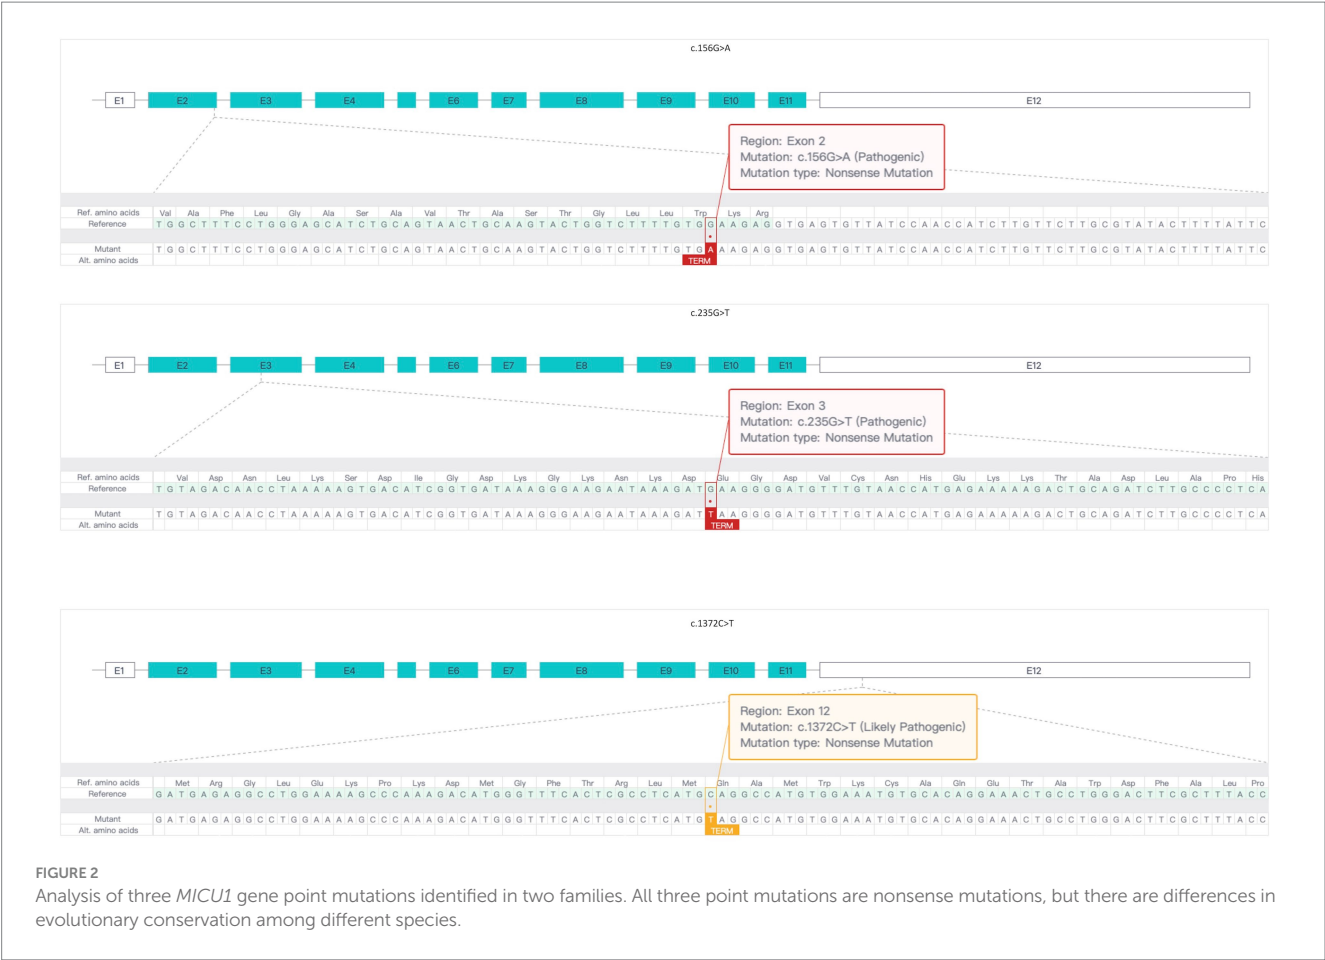 c.156G>A
E1 E2 E3 E4 E6 E7 E8 E9 E10 E11 E12
Region: Exon 2
Mutation: c.156G>A (Pathogenic)
Mutation type: Nonsense Mutation
Ref. amino acids Val Ala Phe Leu Gly Ala Ser Ala Val Thr Ala Ser Thr Gly Leu Leu Trp Lys Arg
Reference T G G C T T T C C T G G G A G C A T C T G C A G T A A C T G C A A G T A C T G G T C T T T T G T G G A A G A G G T G A G T G T T A T C C A A C C A T C T T G T T C T T G C G T A T A C T T T T A T T C
Mutant T G G C T T T C C T G G G A G C A T C T G C A G T A A C T G C A A G T A C T G G T C T T T T G T G A A A G A G G T G A G T G T T A T C C A A C C A T C T T G T T C T T G C G T A T A C T T T T A T T C
Alt. amino acids TERM
c.235G>T
E1 E2 E3 E4 E6 E7 E8 E9 E10 E11 E12
Region: Exon 3
Mutation: c.235G>T (Pathogenic)
Mutation type: Nonsense Mutation
Ref. amino acids Val Asp Asn Leu Lys Ser Asp Ile Gly Asp Lys Gly Lys Asn Lys Asp Glu Gly Asp Val Cys Asn His Glu Lys Lys Thr Ala Asp Leu Ala Pro His
Reference T G T A G A C A A C C T A A A A A G T G A C A T C G G T G A T A A A G G G A A G A A T A A A G A T G A A G G G G A T G T T T G T A A C C A T G A G A A A A A G A C T G C A G A T C T T G C C C C T C A
Mutant T G T A G A C A A C C T A A A A A G T G A C A T C G G T G A T A A A G G G A A G A A T A A A G A T T A A G G G G A T G T T T G T A A C C A T G A G A A A A A G A C T G C A G A T C T T G C C C C T C A
Alt. amino acids TERM
c.1372C>T
E1 E2 E3 E4 E6 E7 E8 E9 E10 E11 E12
Region: Exon 12
Mutation: c.1372C>T (Likely Pathogenic)
Mutation type: Nonsense Mutation
Ref. amino acids Met Arg Gly Leu Glu Lys Pro Lys Asp Met Gly Phe Thr Arg Leu Met Gln Ala Met Trp Lys Cys Ala Gln Glu Thr Ala Trp Asp Phe Ala Leu Pro
Reference G A T G A G A G G C C T G G A A A A G C C C A A A G A C A T G G G T T T C A C T C G C C T C A T G C A G G C C A T G T G G A A A T G T G C A C A G G A A A C T G C C T G G G A C T T C G C T T T A C C
Mutant G A T G A G A G G C C T G G A A A A G C C C A A A G A C A T G G G T T T C A C T C G C C T C A T G T A G G C C A T G T G G A A A T G T G C A C A G G A A A C T G C C T G G G A C T T C G C T T T A C C
Alt. amino acids TERM
FIGURE 2
Analysis of three MICU1 gene point mutations identified in two families. All three point mutations are nonsense mutations, but there are differences in
evolutionary conservation among different species.